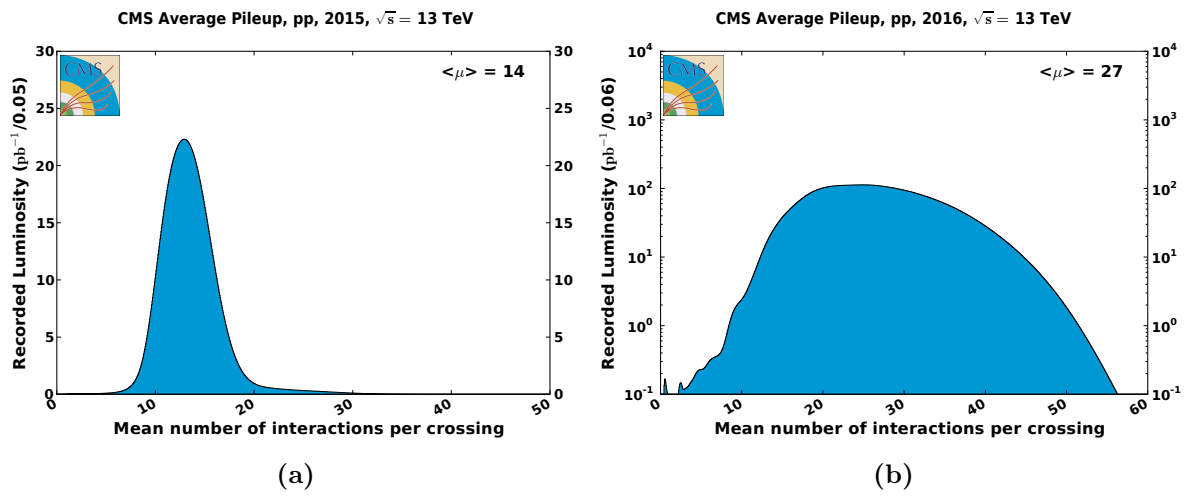 CMS Average Pileup, pp, 2015, √s = 13 TeV
CMS
<μ> = 14
30
25
20
15
10
5
0
30
25
20
15
10
5
0
Recorded Luminosity (pb⁻¹/0.05)
0 10 20 30 40 50
Mean number of interactions per crossing
(a)
CMS Average Pileup, pp, 2016, √s = 13 TeV
CMS
<μ> = 27
10⁴
10³
10²
10¹
10⁰
10⁻¹
10⁴
10³
10²
10¹
10⁰
10⁻¹
Recorded Luminosity (pb⁻¹/0.06)
0 10 20 30 40 50 60
Mean number of interactions per crossing
(b)